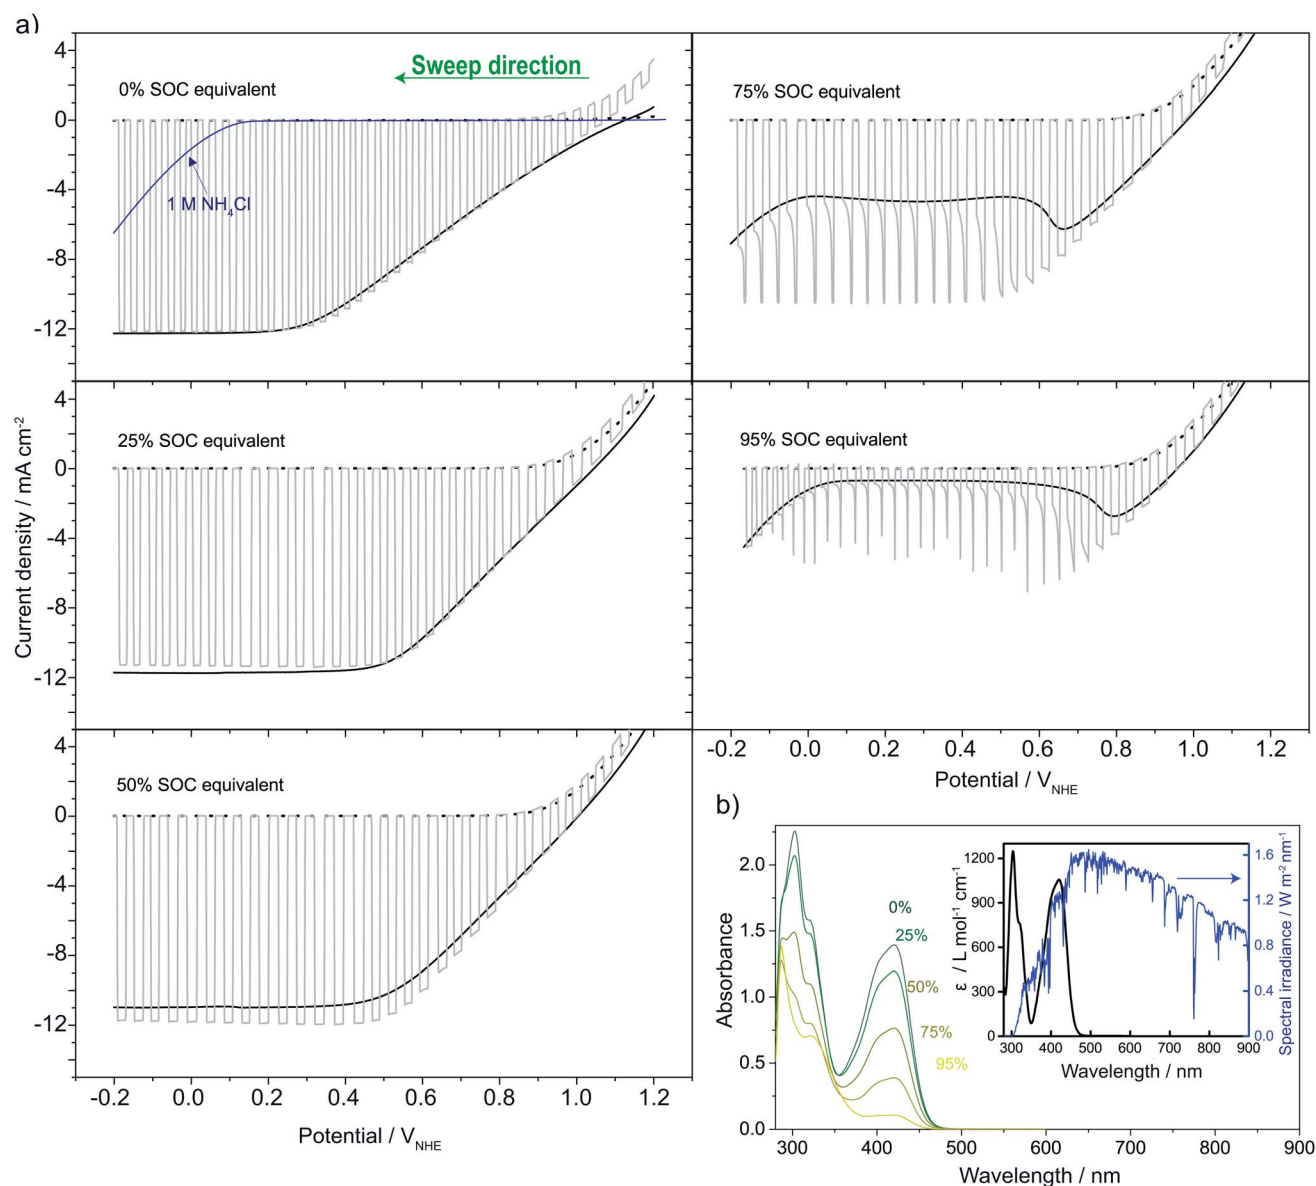 a)
Sweep direction
0% SOC equivalent
1 M NH₄Cl
4
0
-4
-8
-12
75% SOC equivalent
25% SOC equivalent
4
0
-4
-8
-12
Current density / mA cm⁻²
95% SOC equivalent
-0.2 0.0 0.2 0.4 0.6 0.8 1.0 1.2
Potential / V_NHE
50% SOC equivalent
4
0
-4
-8
-12
-0.2 0.0 0.2 0.4 0.6 0.8 1.0 1.2
Potential / V_NHE
b)
2.0
1.5
1.0
0.5
0.0
Absorbance
0%
25%
50%
75%
95%
300 400 500 600 700 800 900
Wavelength / nm
1200
900
600
300
0
ε / L mol⁻¹ cm⁻¹
1.6
1.2
0.8
0.4
0.0
Spectral irradiance / W m⁻² nm⁻¹
300 400 500 600 700 800 900
Wavelength / nm